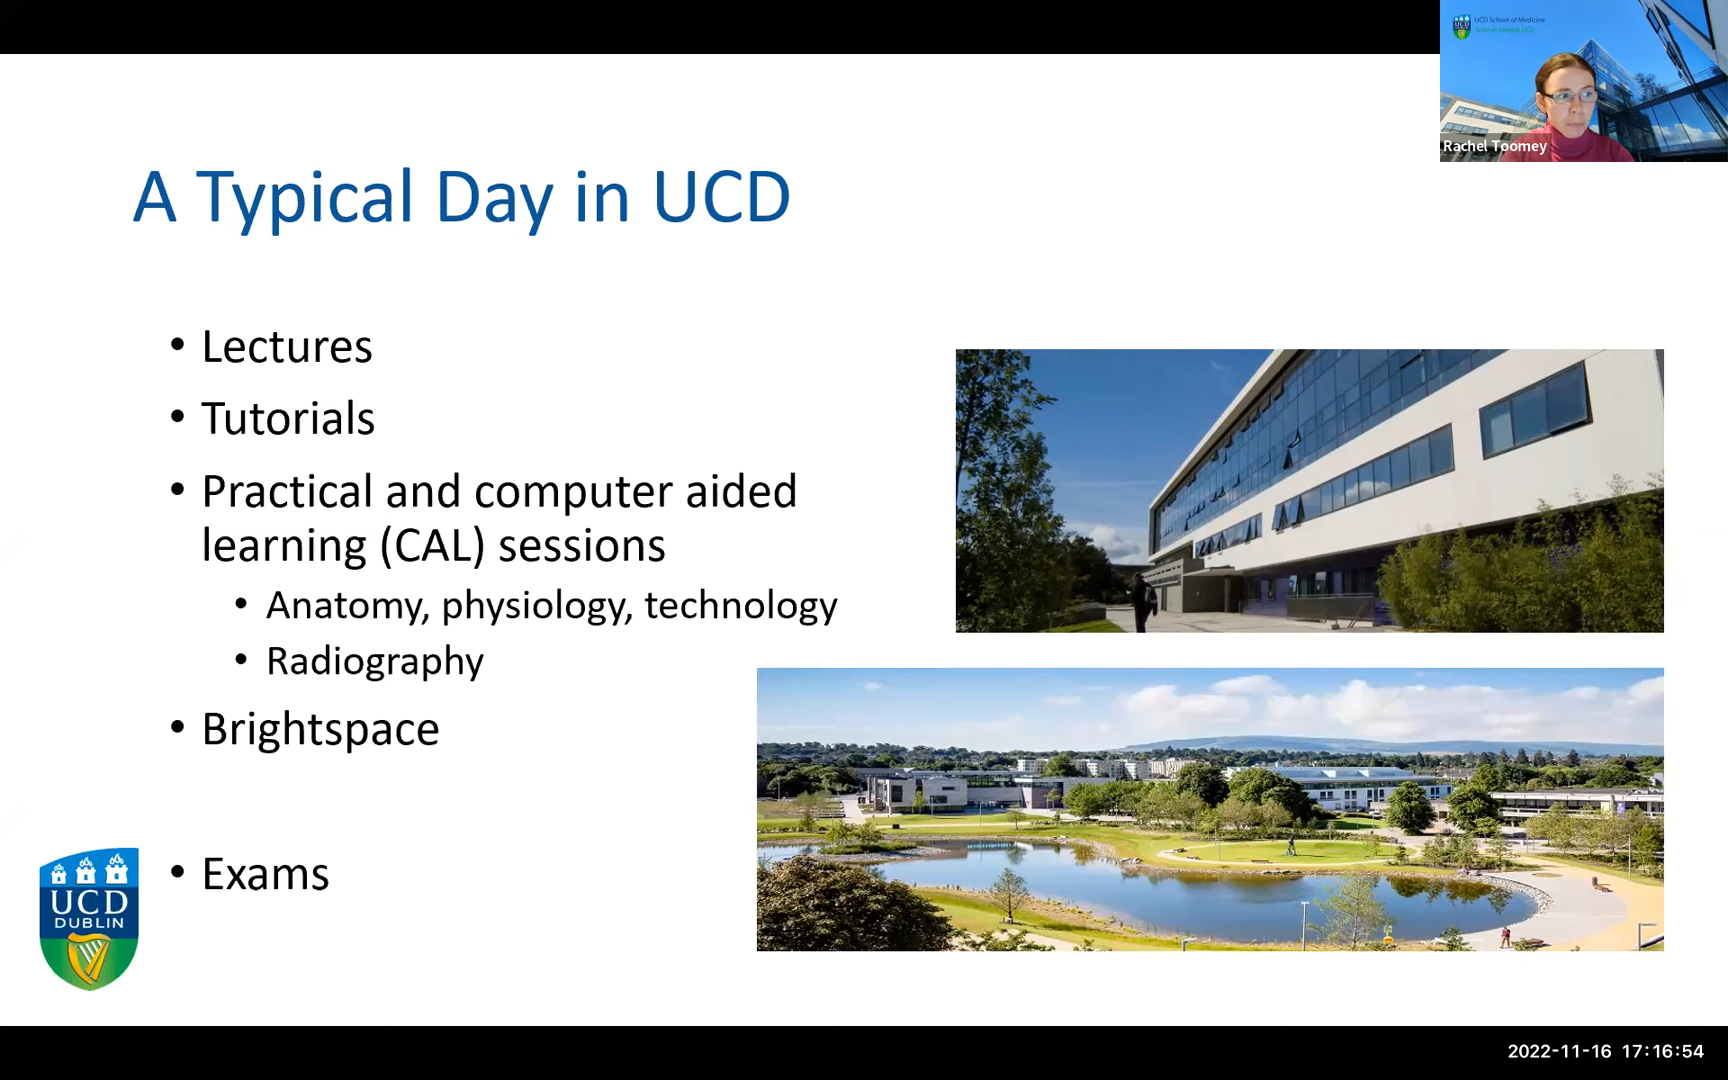 UCD School of Medicine
Rachel Toomey
A Typical Day in UCD
• Lectures
• Tutorials
• Practical and computer aided
learning (CAL) sessions
• Anatomy, physiology, technology
• Radiography
• Brightspace
• Exams
UCD
DUBLIN
2022-11-16 17:16:54